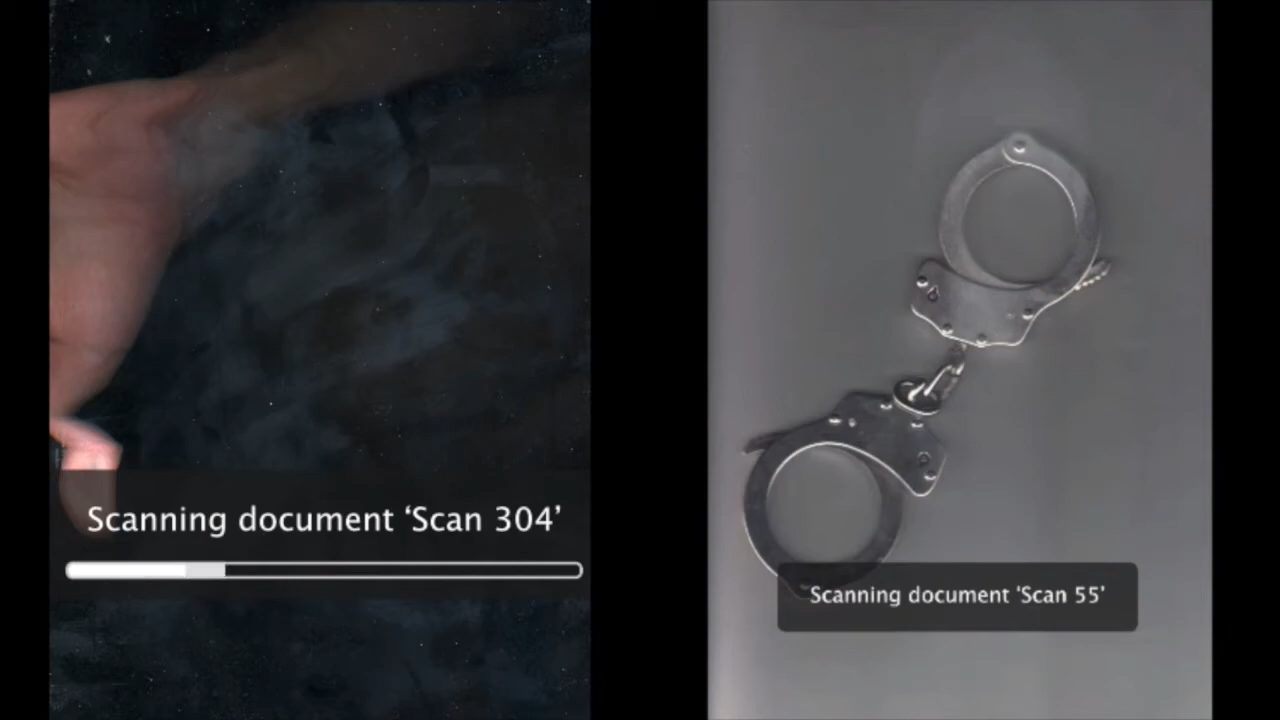 Scanning document ‘Scan 304’
Scanning document ‘Scan 55’